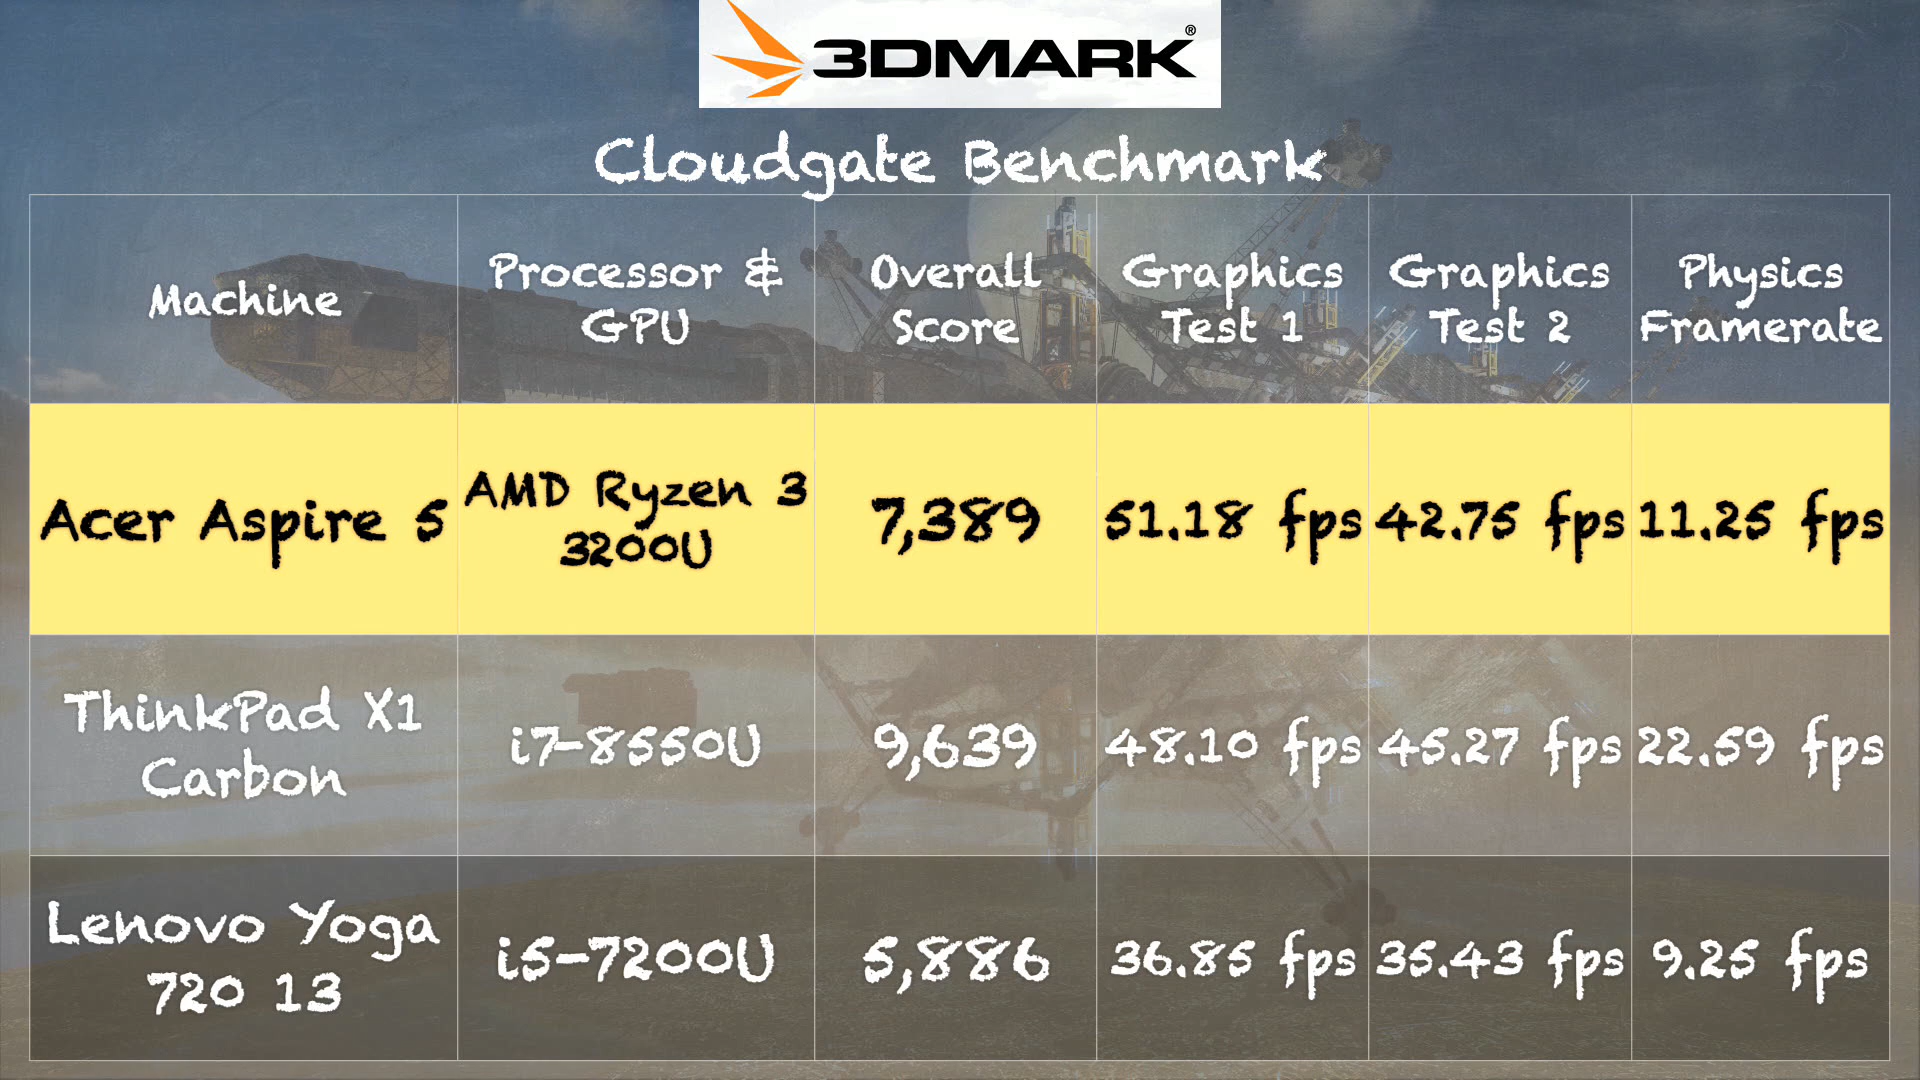 3DMARK®
Cloudgate Benchmark
Machine
Processor &
GPU
Overall
Score
Graphics
Test 1
Graphics
Test 2
Physics
Framerate
Acer Aspire 5
AMD Ryzen 3
3200U
7,389
51.18 fps
42.75 fps
11.25 fps
ThinkPad X1
Carbon
i7-8550U
9,639
48.10 fps
45.27 fps
22.59 fps
Lenovo Yoga
720 13
i5-7200U
5,886
36.85 fps
35.43 fps
9.25 fps